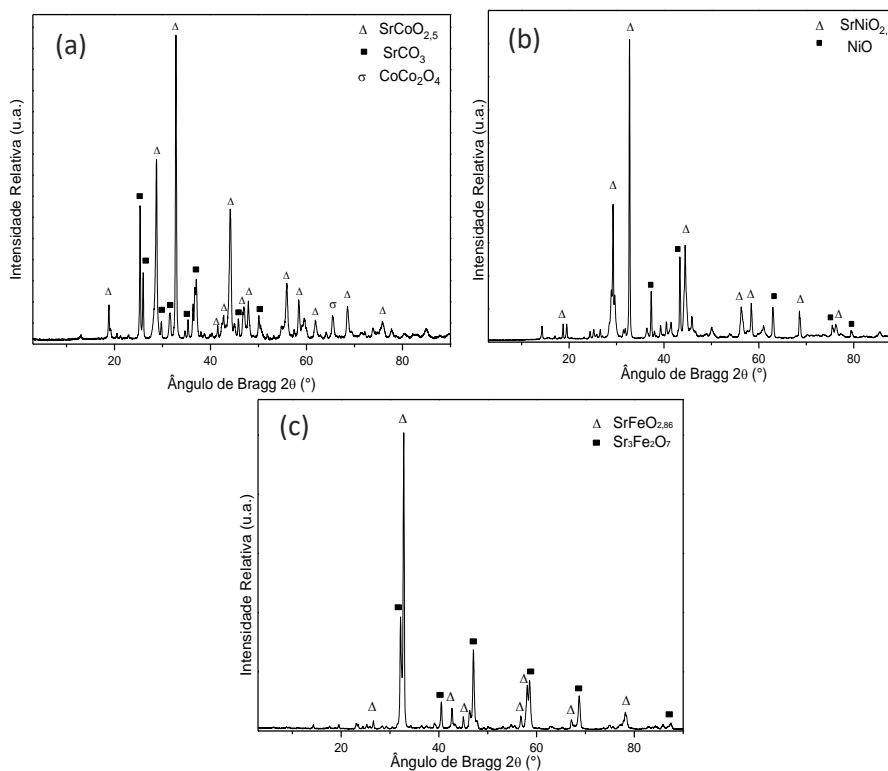 (a)
Δ SrCoO2,5
■ SrCO3
σ CoCo2O4
Intensidade Relativa (u.a.)
20 40 60 80
Ângulo de Bragg 2θ (°)
(b)
Δ SrNiO2,
■ NiO
Intensidade Relativa (u.a.)
20 40 60 80
Ângulo de Bragg 2θ (°)
(c)
Δ SrFeO2,86
■ Sr3Fe2O7
Intensidade Relativa (u.a.)
20 40 60 80
Ângulo de Bragg 2θ (°)